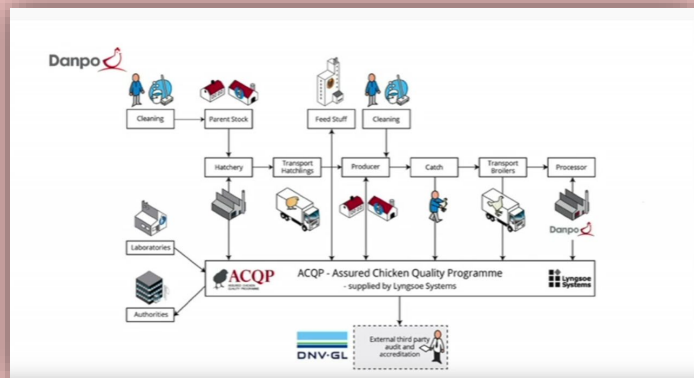 Danpo
Cleaning
Parent Stock
Feed Stuff
Cleaning
Hatchery
Transport
Hatchlings
Producer
Catch
Transport
Broilers
Processor
Danpo
Laboratories
Authorities
ACQP
ASSURED CHICKEN
QUALITY PROGRAMME
ACQP - Assured Chicken Quality Programme
- supplied by Lyngsoe Systems
Lyngsoe
Systems
DNV·GL
External third party
audit and
accreditation